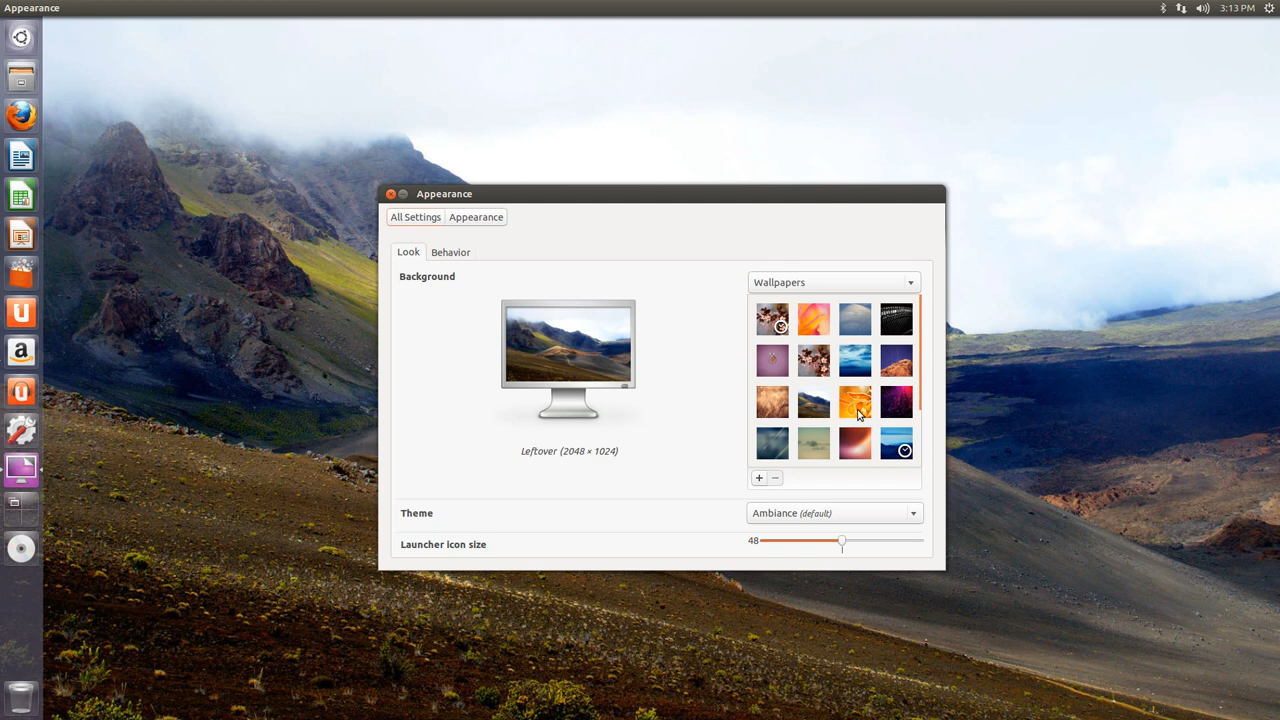 Appearance
3:13 PM
Appearance
All Settings Appearance
Look Behavior
Background
Wallpapers
Leftover (2048 × 1024)
Theme
Ambiance (default)
Launcher icon size
48